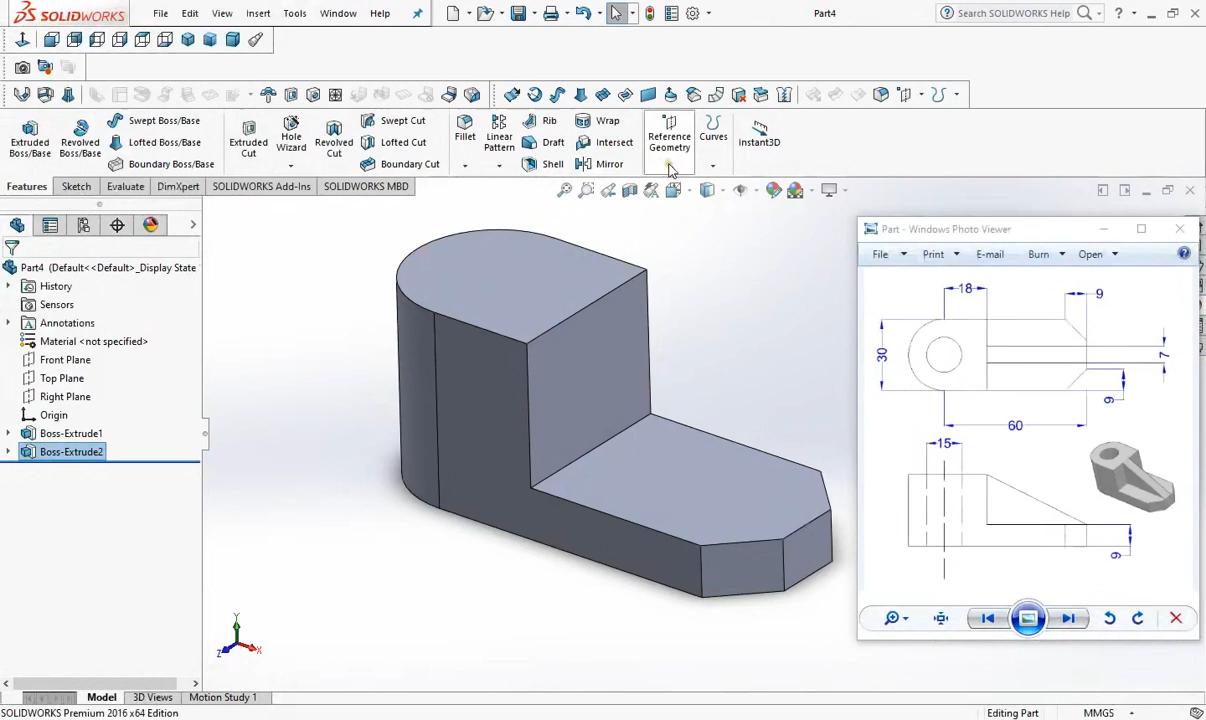 SOLIDWORKS
File
Edit
View
Insert
Tools
Window
Help
Part4
Search SOLIDWORKS Help
Extruded Boss/Base
Revolved Boss/Base
Swept Boss/Base
Lofted Boss/Base
Boundary Boss/Base
Extruded Cut
Hole Wizard
Revolved Cut
Swept Cut
Lofted Cut
Boundary Cut
Fillet
Linear Pattern
Rib
Draft
Shell
Wrap
Intersect
Mirror
Reference Geometry
Curves
Instant3D
Features
Sketch
Evaluate
DimXpert
SOLIDWORKS Add-Ins
SOLIDWORKS MBD
Part4 (Default<<Default>_Display State
History
Sensors
Annotations
Material <not specified>
Front Plane
Top Plane
Right Plane
Origin
Boss-Extrude1
Boss-Extrude2
Part - Windows Photo Viewer
File
Print
E-mail
Burn
Open
18
9
30
7
9
60
15
9
Y
Z
X
Model
3D Views
Motion Study 1
SOLIDWORKS Premium 2016 x64 Edition
Editing Part
MMGS